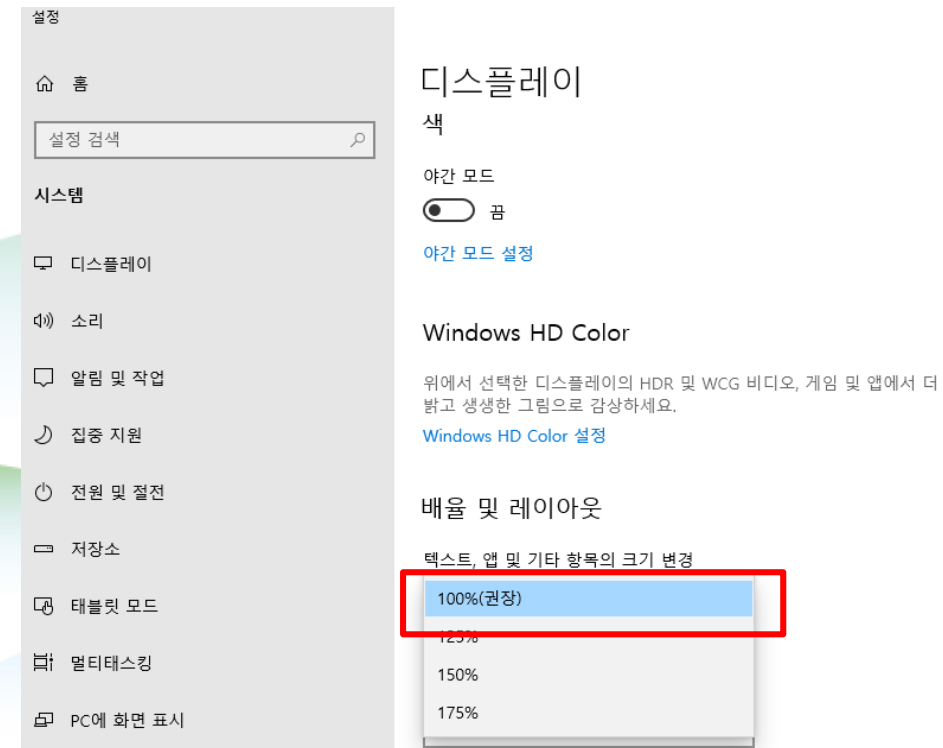 설정
홈
설정 검색
시스템
디스플레이
소리
알림 및 작업
집중 지원
전원 및 절전
저장소
태블릿 모드
멀티태스킹
PC에 화면 표시
디스플레이
색
야간 모드
끔
야간 모드 설정
Windows HD Color
위에서 선택한 디스플레이의 HDR 및 WCG 비디오, 게임 및 앱에서 더
밝고 생생한 그림으로 감상하세요.
Windows HD Color 설정
배율 및 레이아웃
텍스트, 앱 및 기타 항목의 크기 변경
100%(권장)
125%
150%
175%